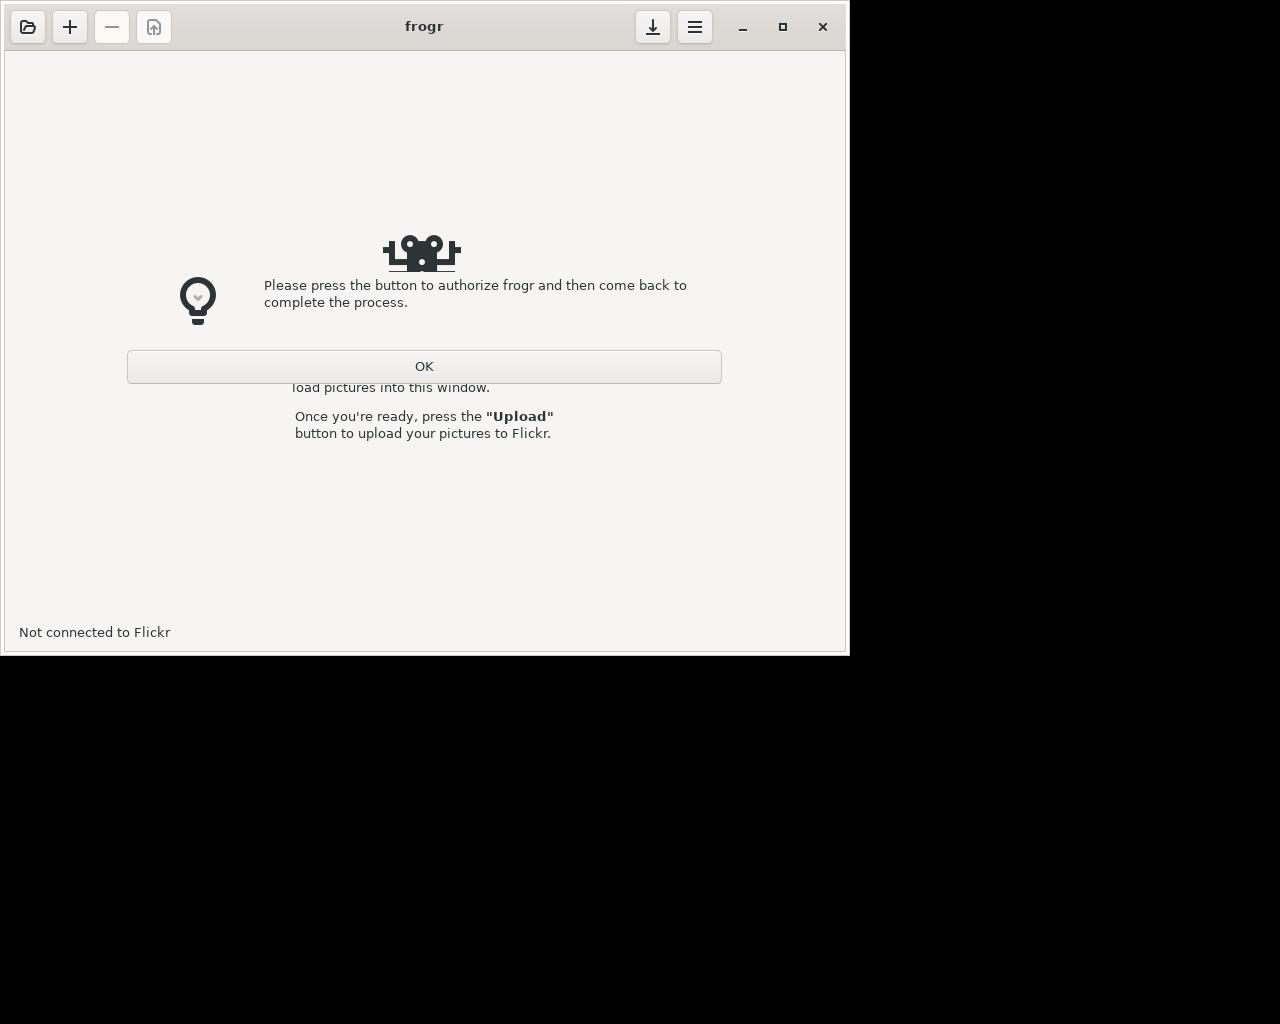 frogr
Please press the button to authorize frogr and then come back to
complete the process.
OK
load pictures into this window.
Once you're ready, press the "Upload"
button to upload your pictures to Flickr.
Not connected to Flickr